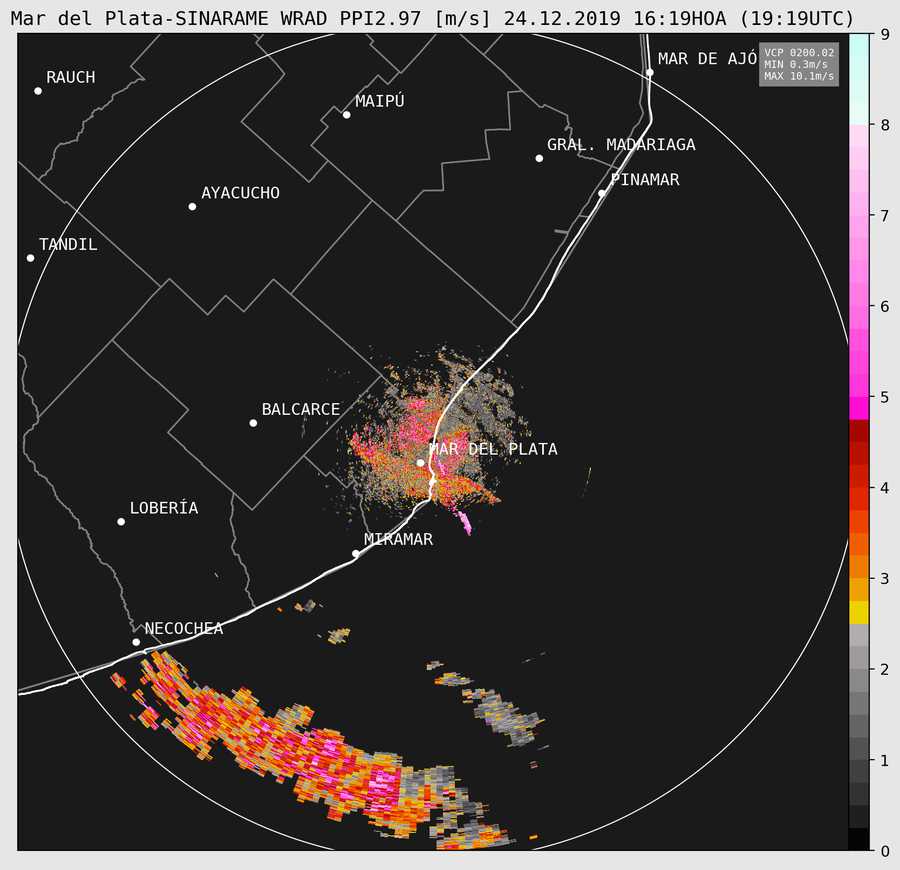 Mar del Plata-SINARAME WRAD PPI2.97 [m/s] 24.12.2019 16:19HOA (19:19UTC)
VCP 0200.02
MIN 0.3m/s
MAX 10.1m/s
MAR DE AJÓ
RAUCH
MAIPÚ
GRAL. MADARIAGA
PINAMAR
AYACUCHO
TANDIL
BALCARCE
MAR DEL PLATA
LOBERÍA
MIRAMAR
NECOCHEA
9
8
7
6
5
4
3
2
1
0